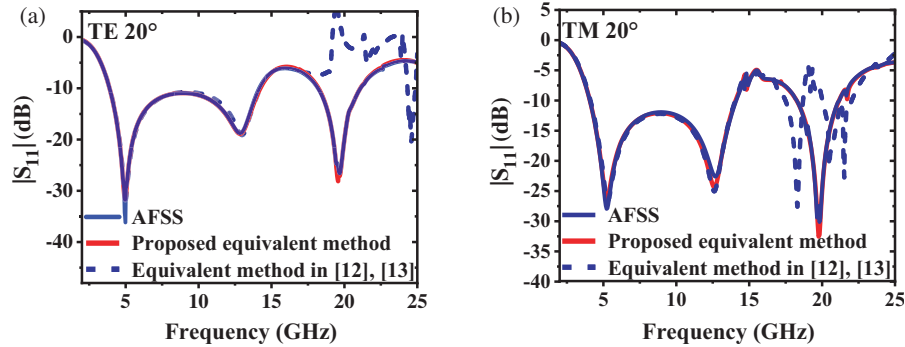 (a)
TE 20°
0
-10
-20
-30
-40
|S11| (dB)
AFSS
Proposed equivalent method
Equivalent method in [12], [13]
5 10 15 20 25
Frequency (GHz)
(b)
TM 20°
5
0
-5
-10
-15
-20
-25
-30
-35
-40
|S11| (dB)
AFSS
Proposed equivalent method
Equivalent method in [12], [13]
5 10 15 20 25
Frequency (GHz)